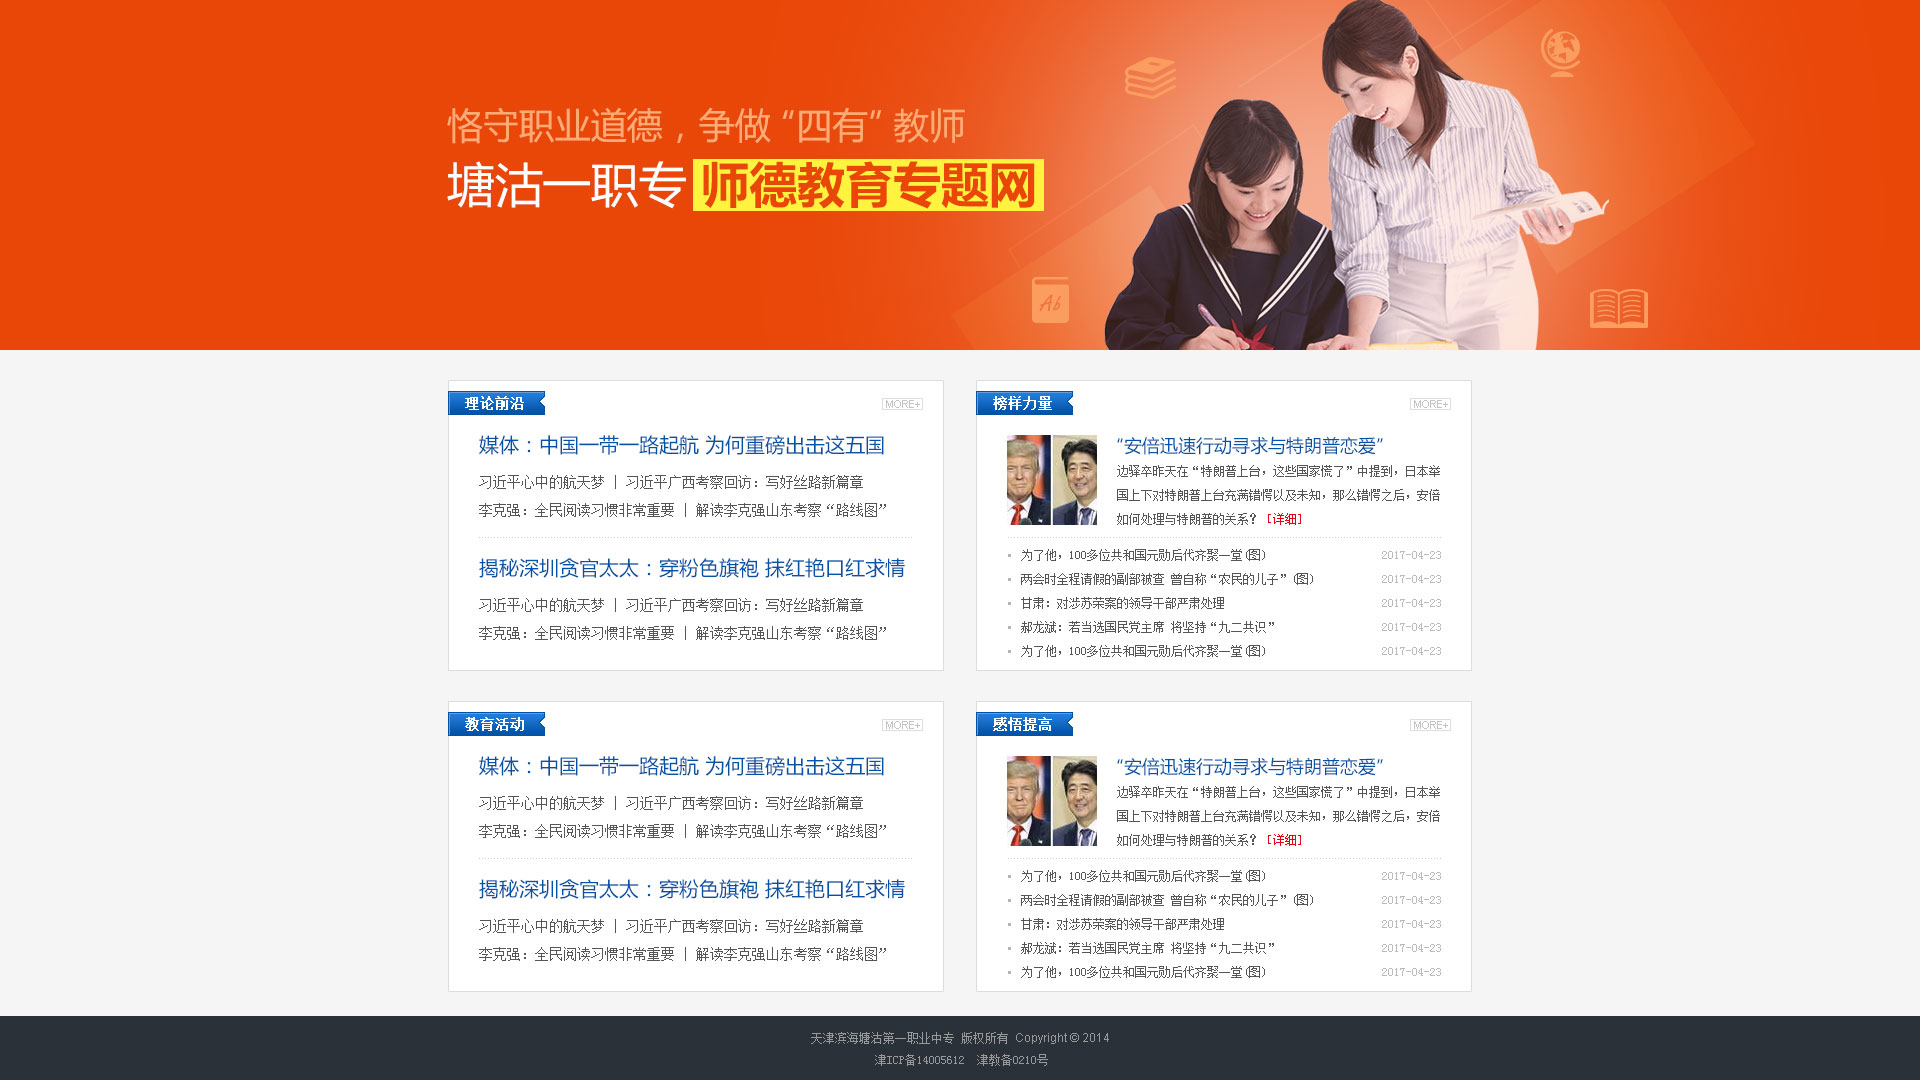 恪守职业道德，争做“四有”教师
塘沽一职专 师德教育专题网
Ab
理论前沿 MORE+
媒体：中国一带一路起航 为何重磅出击这五国
习近平心中的航天梦 | 习近平广西考察回访：写好丝路新篇章
李克强：全民阅读习惯非常重要 | 解读李克强山东考察“路线图”
揭秘深圳贪官太太：穿粉色旗袍 抹红艳口红求情
习近平心中的航天梦 | 习近平广西考察回访：写好丝路新篇章
李克强：全民阅读习惯非常重要 | 解读李克强山东考察“路线图”
榜样力量 MORE+
“安倍迅速行动寻求与特朗普恋爱”
边驿卒昨天在“特朗普上台，这些国家慌了”中提到，日本举
国上下对特朗普上台充满错愕以及未知，那么错愕之后，安倍
如何处理与特朗普的关系？ [详细]
为了他，100多位共和国元勋后代齐聚一堂(图) 2017-04-23
两会时全程请假的副部被查 曾自称“农民的儿子”(图) 2017-04-23
甘肃：对涉苏荣案的领导干部严肃处理 2017-04-23
郝龙斌：若当选国民党主席 将坚持“九二共识” 2017-04-23
为了他，100多位共和国元勋后代齐聚一堂(图) 2017-04-23
教育活动 MORE+
媒体：中国一带一路起航 为何重磅出击这五国
习近平心中的航天梦 | 习近平广西考察回访：写好丝路新篇章
李克强：全民阅读习惯非常重要 | 解读李克强山东考察“路线图”
揭秘深圳贪官太太：穿粉色旗袍 抹红艳口红求情
习近平心中的航天梦 | 习近平广西考察回访：写好丝路新篇章
李克强：全民阅读习惯非常重要 | 解读李克强山东考察“路线图”
感悟提高 MORE+
“安倍迅速行动寻求与特朗普恋爱”
边驿卒昨天在“特朗普上台，这些国家慌了”中提到，日本举
国上下对特朗普上台充满错愕以及未知，那么错愕之后，安倍
如何处理与特朗普的关系？ [详细]
为了他，100多位共和国元勋后代齐聚一堂(图) 2017-04-23
两会时全程请假的副部被查 曾自称“农民的儿子”(图) 2017-04-23
甘肃：对涉苏荣案的领导干部严肃处理 2017-04-23
郝龙斌：若当选国民党主席 将坚持“九二共识” 2017-04-23
为了他，100多位共和国元勋后代齐聚一堂(图) 2017-04-23
天津滨海塘沽第一职业中专 版权所有 Copyright © 2014
津ICP备14005612 津教备0210号